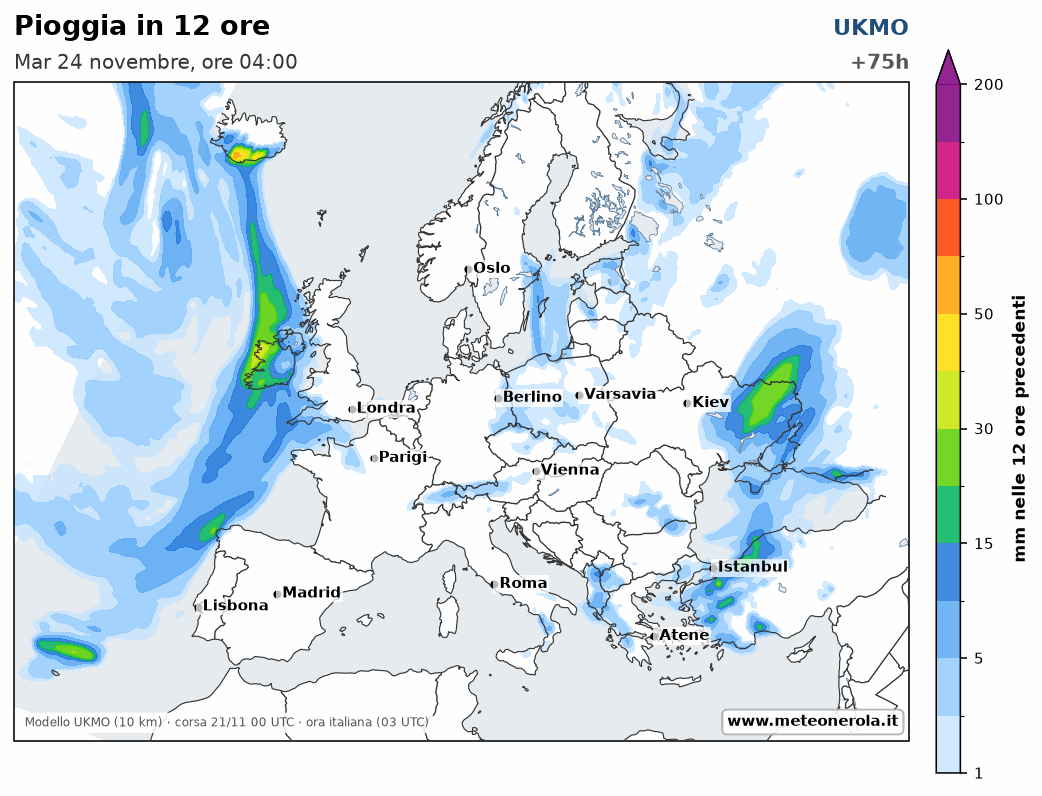 Pioggia in 12 ore
UKMO
Mar 24 novembre, ore 04:00
+75h
200
100
50
30
15
5
1
mm nelle 12 ore precedenti
Oslo
Berlino
Varsavia
Kiev
Londra
Parigi
Vienna
Istanbul
Roma
Madrid
Lisbona
Atene
Modello UKMO (10 km) · corsa 21/11 00 UTC · ora italiana (03 UTC)
www.meteonerola.it